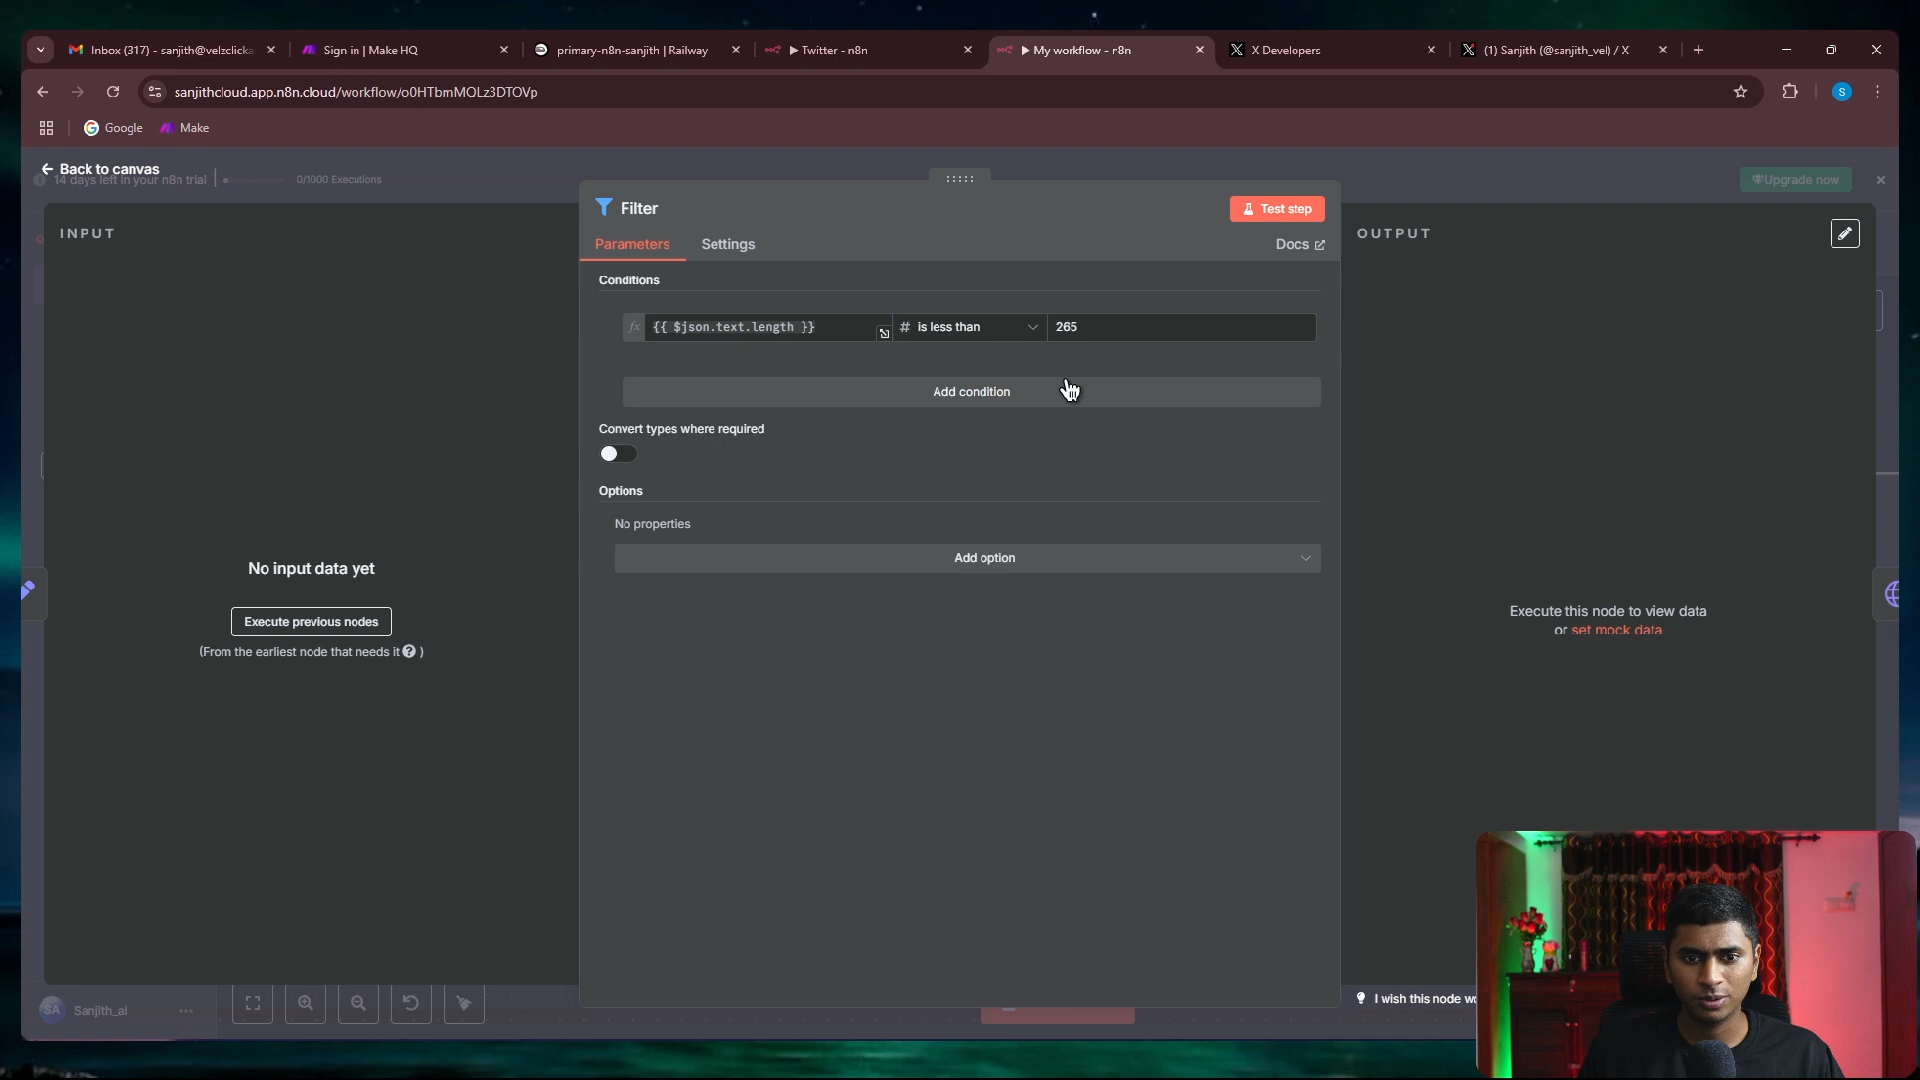 Inbox (317) - sanjith@velzclicka
Sign in | Make HQ
primary-n8n-sanjith | Railway
▶ Twitter - n8n
▶ My workflow - n8n
X Developers
(1) Sanjith (@sanjith_vel) / X
sanjithcloud.app.n8n.cloud/workflow/o0HTbmMOLz3DTOVp
S
Google
Make
Back to canvas
14 days left in your n8n trial
0/1000 Executions
Upgrade now
Filter
Test step
INPUT
Parameters
Settings
Docs
OUTPUT
Conditions
fx
{{ $json.text.length }}
# is less than
265
Add condition
Convert types where required
Options
No properties
Add option
No input data yet
Execute previous nodes
(From the earliest node that needs it ? )
Execute this node to view data
or set mock data
SA
Sanjith_ai
I wish this node wo